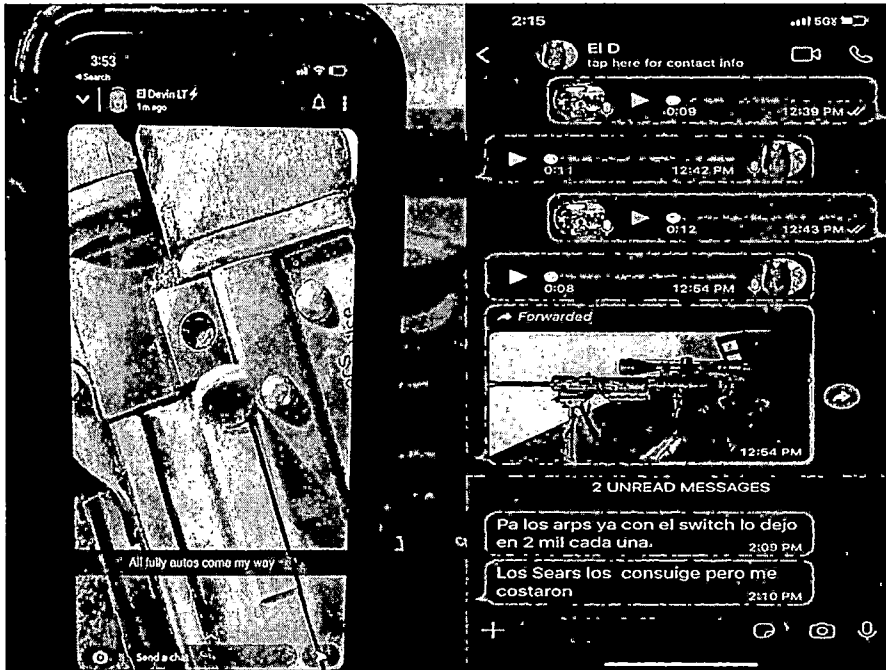 3:53
Search
El Devin LT
1m ago
All fully autos come my way
Send a chat
2:15
5G
El D
tap here for contact info
0:09 12:39 PM
0:11 12:42 PM
0:12 12:43 PM
0:08 12:54 PM
Forwarded
12:54 PM
2 UNREAD MESSAGES
Pa los arps ya con el switch lo dejo
en 2 mil cada una. 2:09 PM
Los Sears los consuige pero me
costaron 2:10 PM